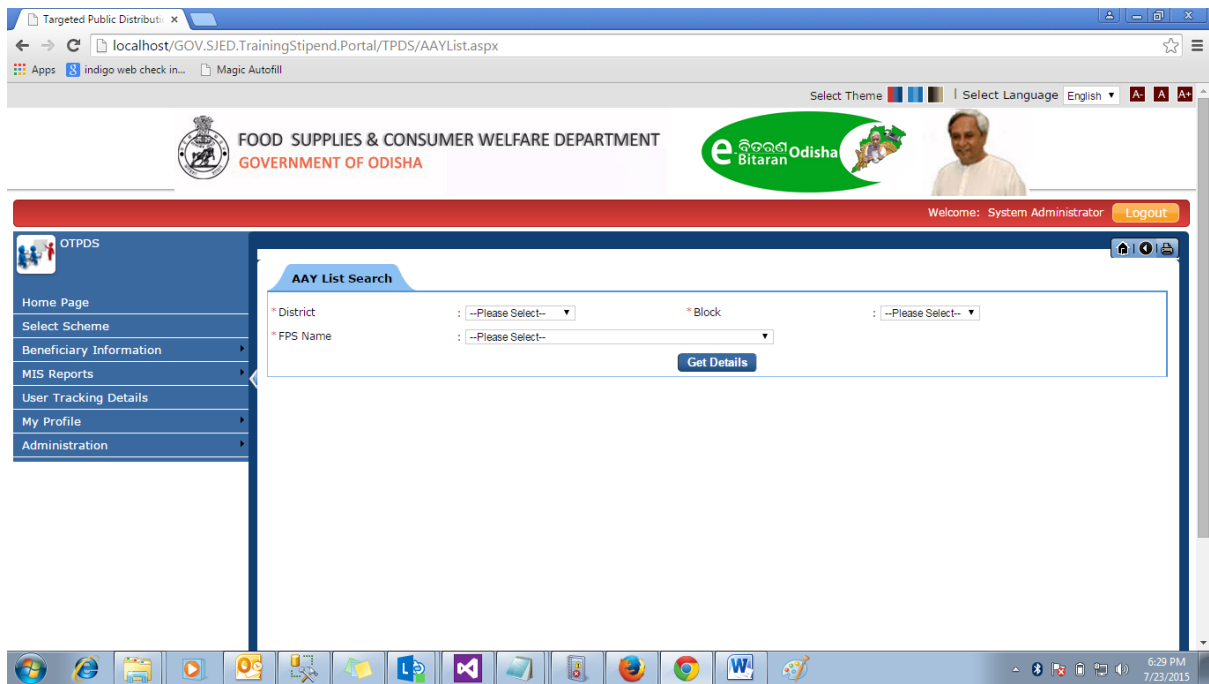 Targeted Public Distributi
localhost/GOV.SJED.TrainingStipend.Portal/TPDS/AAYList.aspx
Apps indigo web check in... Magic Autofill
Select Theme | Select Language English A- A A+
FOOD SUPPLIES & CONSUMER WELFARE DEPARTMENT
GOVERNMENT OF ODISHA
e-ବିତରଣ Bitaran Odisha
Welcome: System Administrator Logout
OTPDS
AAY List Search
Home Page
Select Scheme
Beneficiary Information
MIS Reports
User Tracking Details
My Profile
Administration
* District : --Please Select-- * Block : --Please Select--
* FPS Name : --Please Select--
Get Details
6:29 PM
7/23/2015